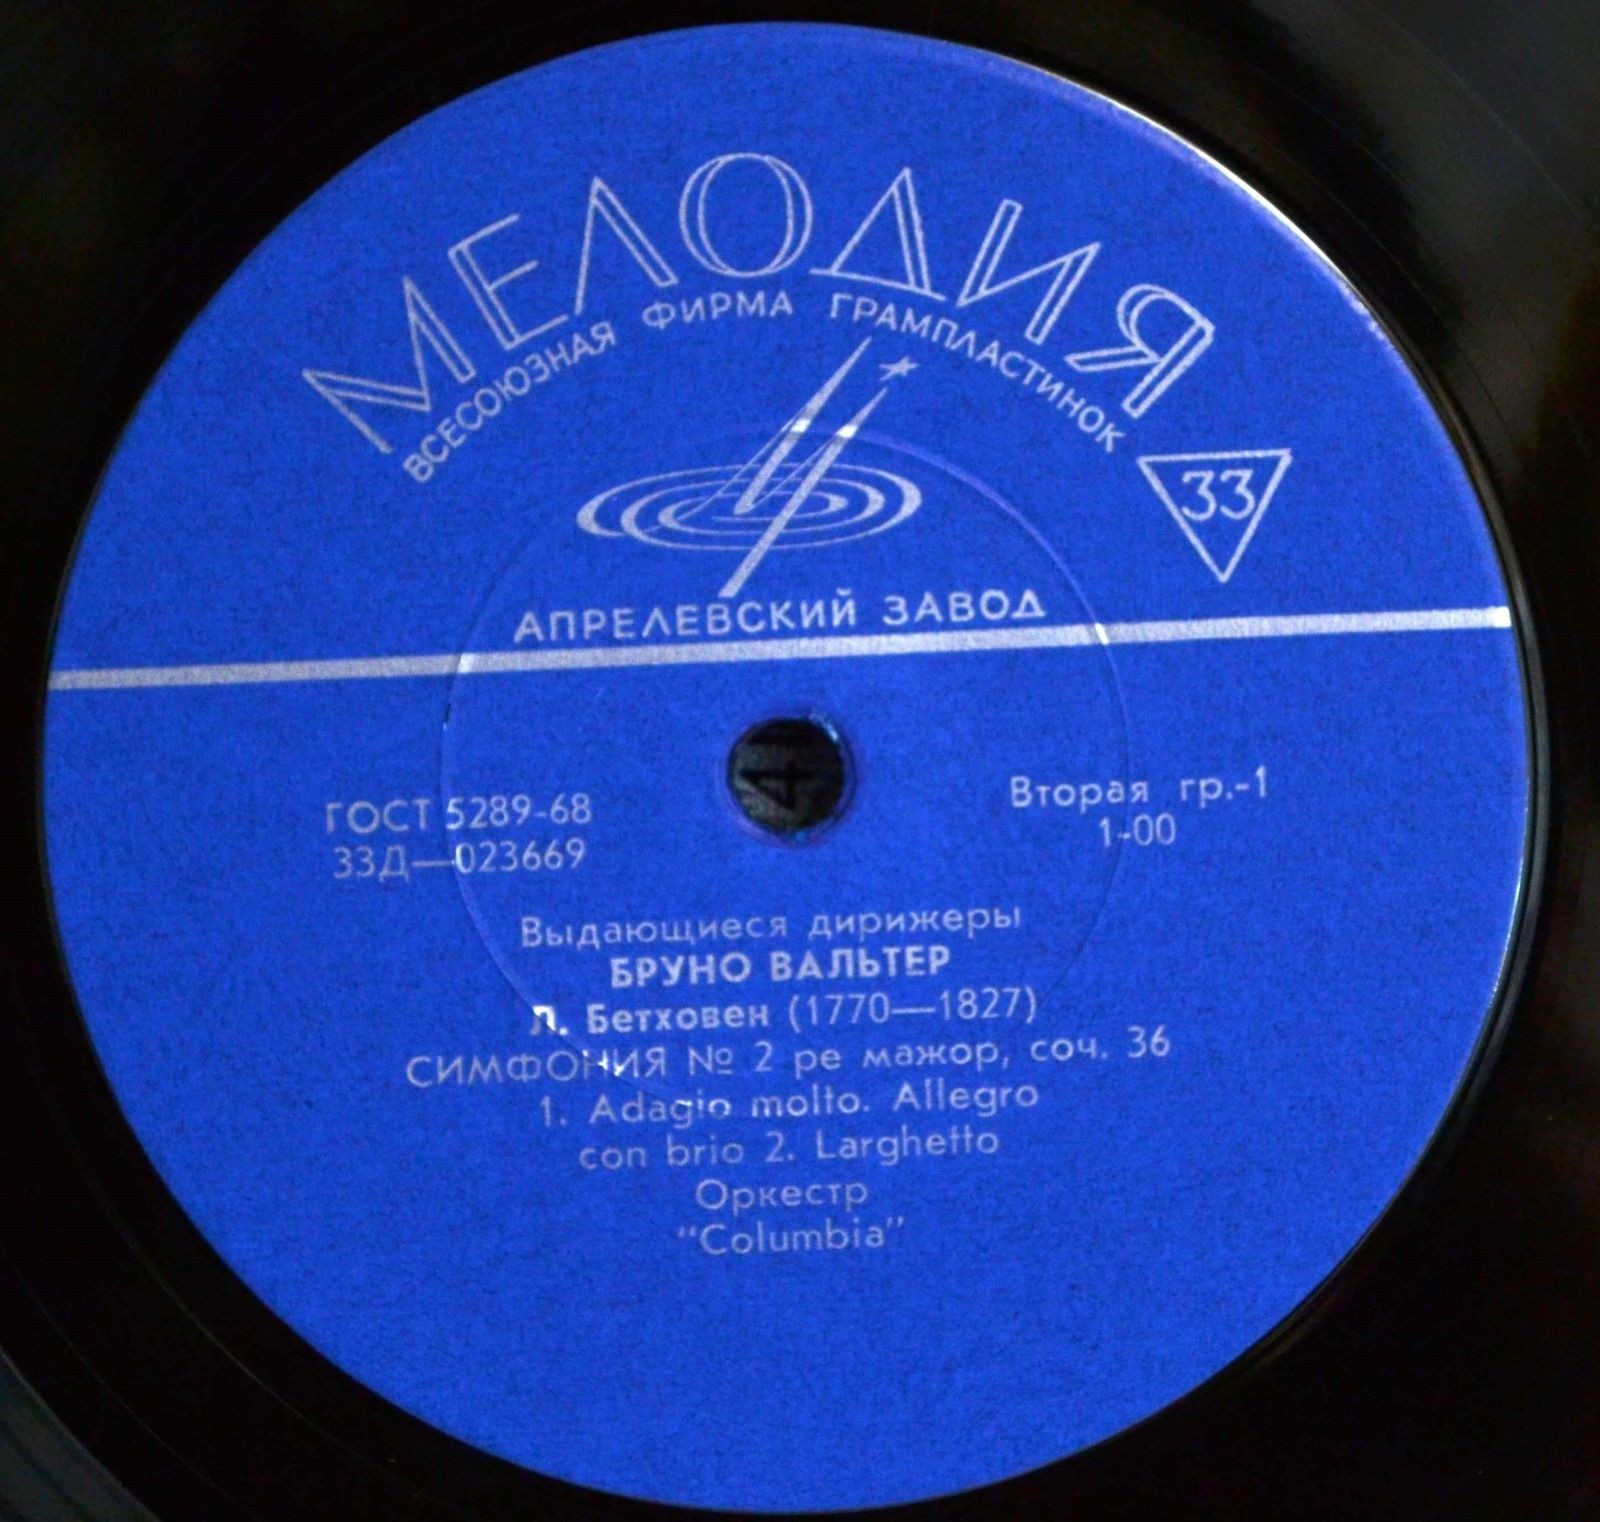 МЕЛОДИЯ
ВСЕСОЮЗНАЯ ФИРМА ГРАМПЛАСТИНОК
33
АПРЕЛЕВСКИЙ ЗАВОД
ГОСТ 5289-68
33Д—023669
Вторая гр.-1
1-00
Выдающиеся дирижеры
БРУНО ВАЛЬТЕР
Л. Бетховен (1770—1827)
СИМФОНИЯ № 2 ре мажор, соч. 36
1. Adagio molto. Allegro
con brio 2. Larghetto
Оркестр
"Columbia"